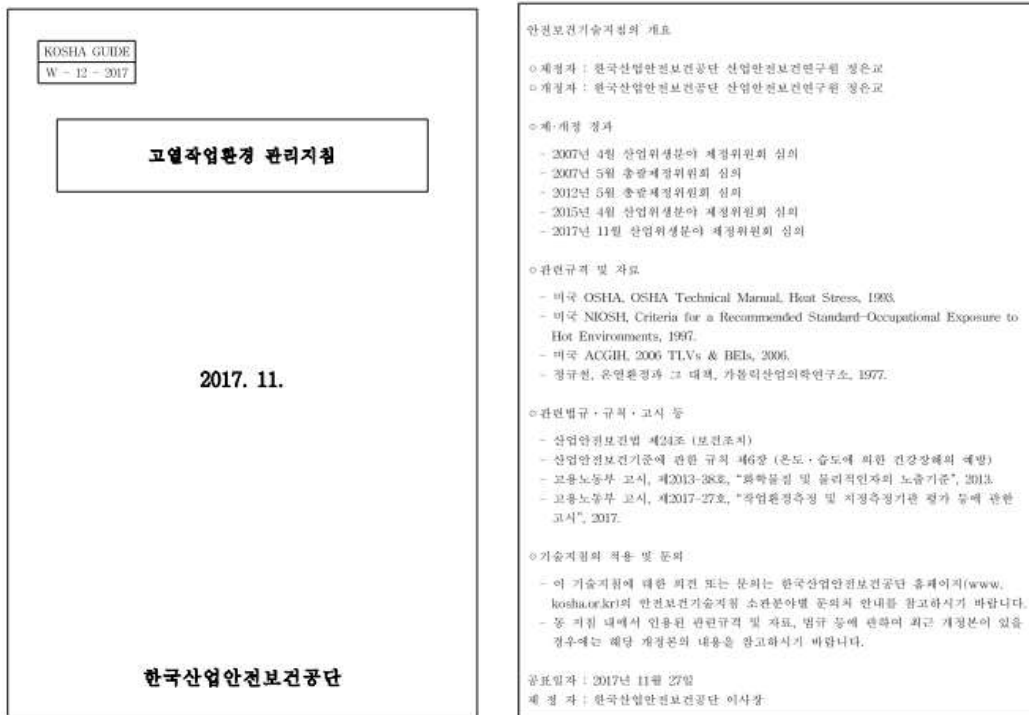 KOSHA GUIDE
W - 12 - 2017
고열작업환경 관리지침
2017. 11.
한국산업안전보건공단
안전보건기술지침의 개요
○ 제정자 : 한국산업안전보건공단 산업안전보건연구원 정은교
○ 개정자 : 한국산업안전보건공단 산업안전보건연구원 정은교
○ 제·개정 경과
- 2007년 4월 산업위생분야 제정위원회 심의
- 2007년 5월 총괄제정위원회 심의
- 2012년 5월 총괄제정위원회 심의
- 2015년 4월 산업위생분야 제정위원회 심의
- 2017년 11월 산업위생분야 제정위원회 심의
○ 관련규격 및 자료
- 미국 OSHA, OSHA Technical Manual, Heat Stress, 1993.
- 미국 NIOSH, Criteria for a Recommended Standard-Occupational Exposure to
Hot Environments, 1997.
- 미국 ACGIH, 2006 TLVs & BEIs, 2006.
- 정규철, 온열환경과 그 대책, 가톨릭산업의학연구소, 1977.
○ 관련법규·규칙·고시 등
- 산업안전보건법 제24조 (보건조치)
- 산업안전보건기준에 관한 규칙 제6장 (온도·습도에 의한 건강장해의 예방)
- 고용노동부 고시, 제2013-38호, "화학물질 및 물리적인자의 노출기준", 2013.
- 고용노동부 고시, 제2017-27호, "작업환경측정 및 지정측정기관 평가 등에 관한
고시", 2017.
○ 기술지침의 적용 및 문의
- 이 기술지침에 대한 의견 또는 문의는 한국산업안전보건공단 홈페이지(www.
kosha.or.kr)의 안전보건기술지침 소관분야별 문의처 안내를 참고하시기 바랍니다.
- 동 지침 내에서 인용된 관련규격 및 자료, 법규 등에 관하여 최근 개정본이 있을
경우에는 해당 개정본의 내용을 참고하시기 바랍니다.
공표일자 : 2017년 11월 27일
제 정 자 : 한국산업안전보건공단 이사장